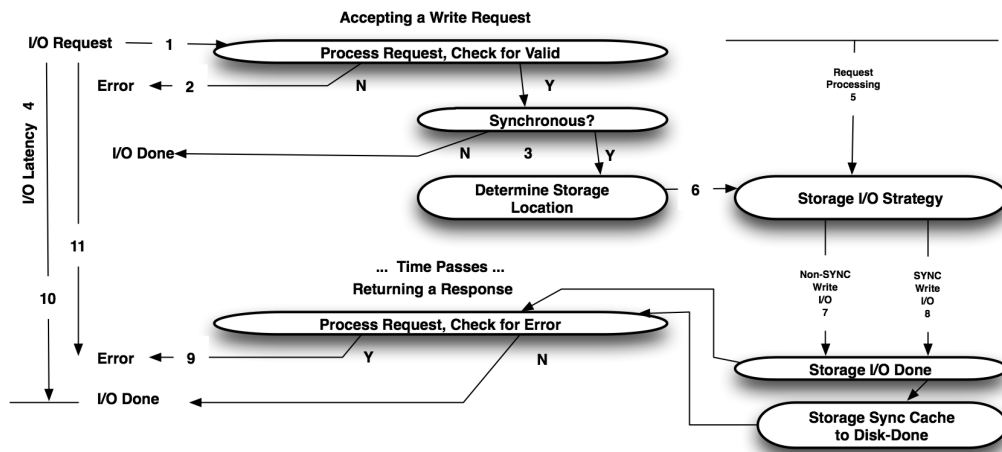 Accepting a Write Request
I/O Request 1
Process Request, Check for Valid
Error 2 N Y
Request
Processing
5
I/O Latency 4
Synchronous?
I/O Done N 3 Y
Determine Storage
Location
6
Storage I/O Strategy
11
... Time Passes ...
Returning a Response
Non-SYNC
Write
I/O
7
SYNC
Write
I/O
8
10
Process Request, Check for Error
Error 9 Y N
Storage I/O Done
I/O Done
Storage Sync Cache
to Disk-Done